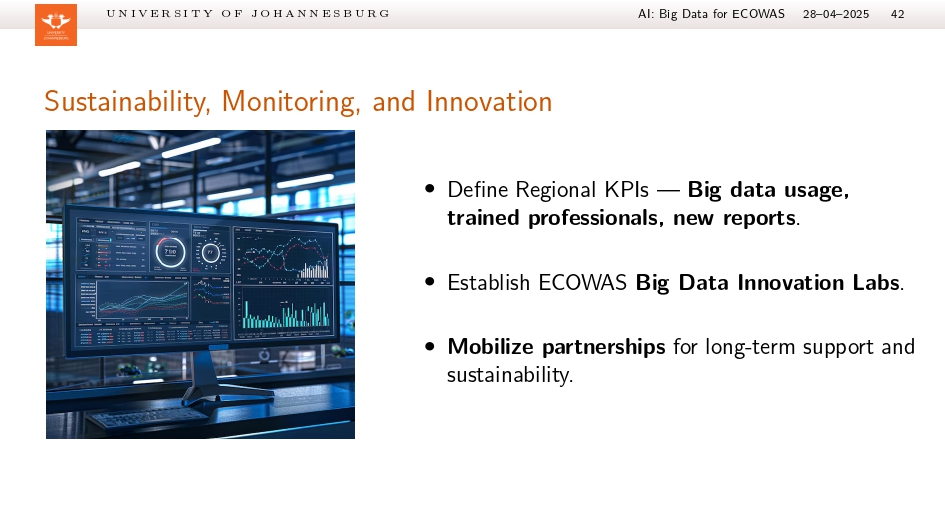 UNIVERSITY OF JOHANNESBURG
AI: Big Data for ECOWAS 28–04–2025 42
UNIVERSITY
JOHANNESBURG
Sustainability, Monitoring, and Innovation
• Define Regional KPIs — Big data usage,
trained professionals, new reports.
• Establish ECOWAS Big Data Innovation Labs.
• Mobilize partnerships for long-term support and
sustainability.